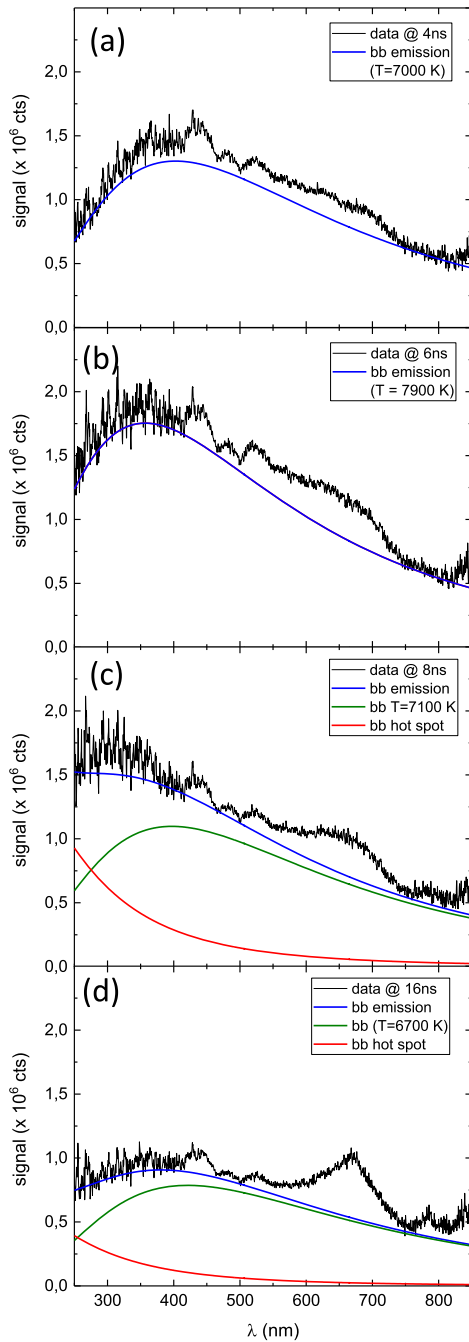 (a)
data @ 4ns
bb emission
(T=7000 K)
signal (x 10⁶ cts)
2,0
1,5
1,0
0,5
0,0
(b)
data @ 6ns
bb emission
(T = 7900 K)
signal (x 10⁶ cts)
2,0
1,5
1,0
0,5
0,0
(c)
data @ 8ns
bb emission
bb T=7100 K
bb hot spot
signal (x 10⁶ cts)
2,0
1,5
1,0
0,5
0,0
(d)
data @ 16ns
bb emission
bb (T=6700 K)
bb hot spot
signal (x 10⁶ cts)
2,0
1,5
1,0
0,5
0,0
300 400 500 600 700 800
λ (nm)